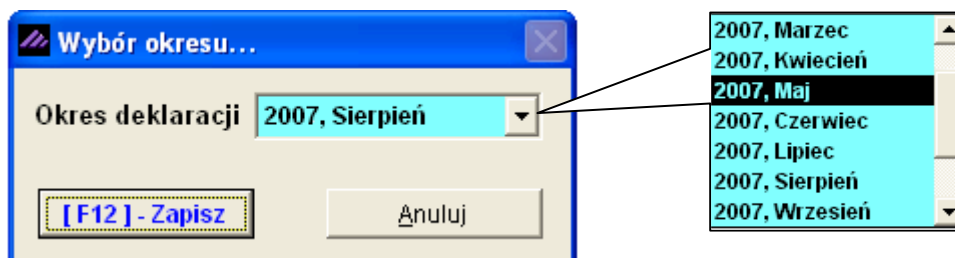 Wybór okresu...
Okres deklaracji 2007, Sierpień
[ F12 ] - Zapisz Anuluj
2007, Marzec
2007, Kwiecień
2007, Maj
2007, Czerwiec
2007, Lipiec
2007, Sierpień
2007, Wrzesień